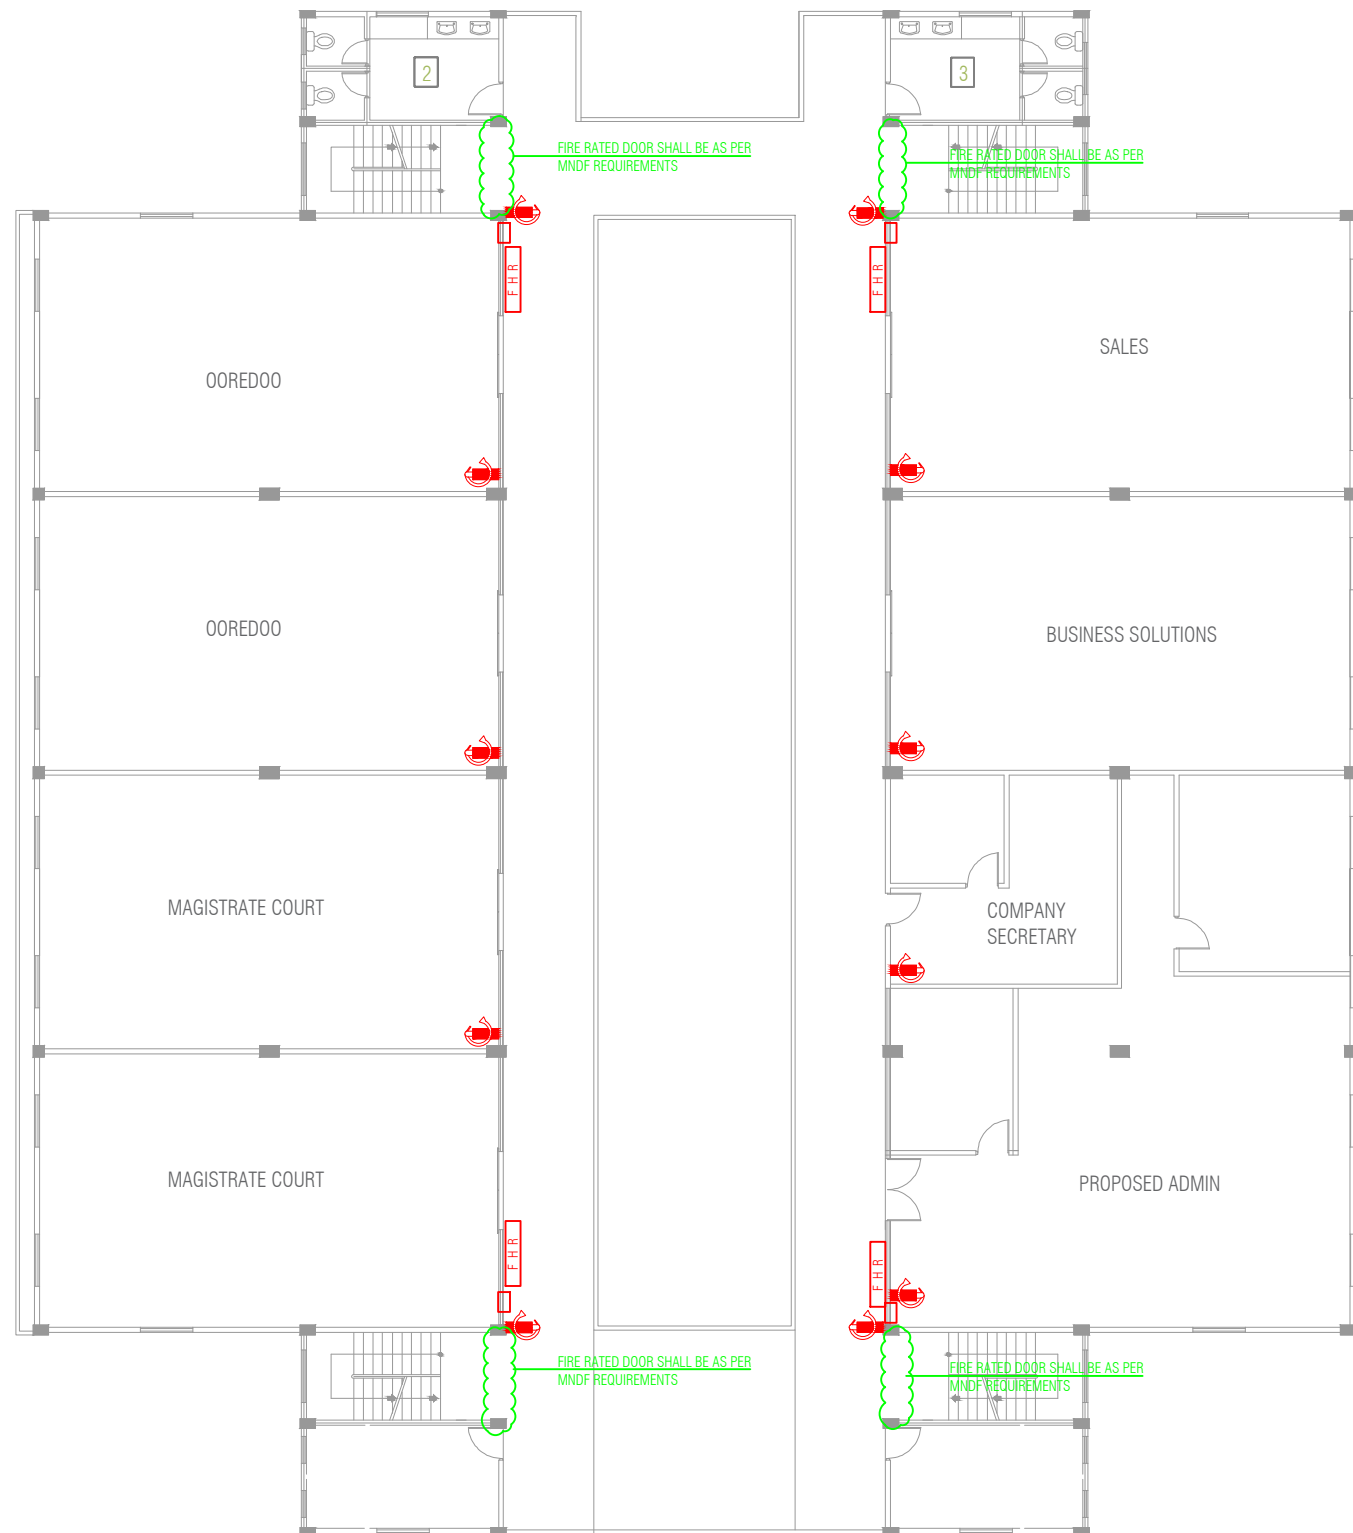 2
3
FIRE RATED DOOR SHALL BE AS PER
MNDF REQUIREMENTS
FIRE RATED DOOR SHALL BE AS PER
MNDF REQUIREMENTS
F H R
F H R
SALES
OOREDOO
OOREDOO
BUSINESS SOLUTIONS
MAGISTRATE COURT
COMPANY
SECRETARY
MAGISTRATE COURT
PROPOSED ADMIN
F H R
F H R
FIRE RATED DOOR SHALL BE AS PER
MNDF REQUIREMENTS
FIRE RATED DOOR SHALL BE AS PER
MNDF REQUIREMENTS